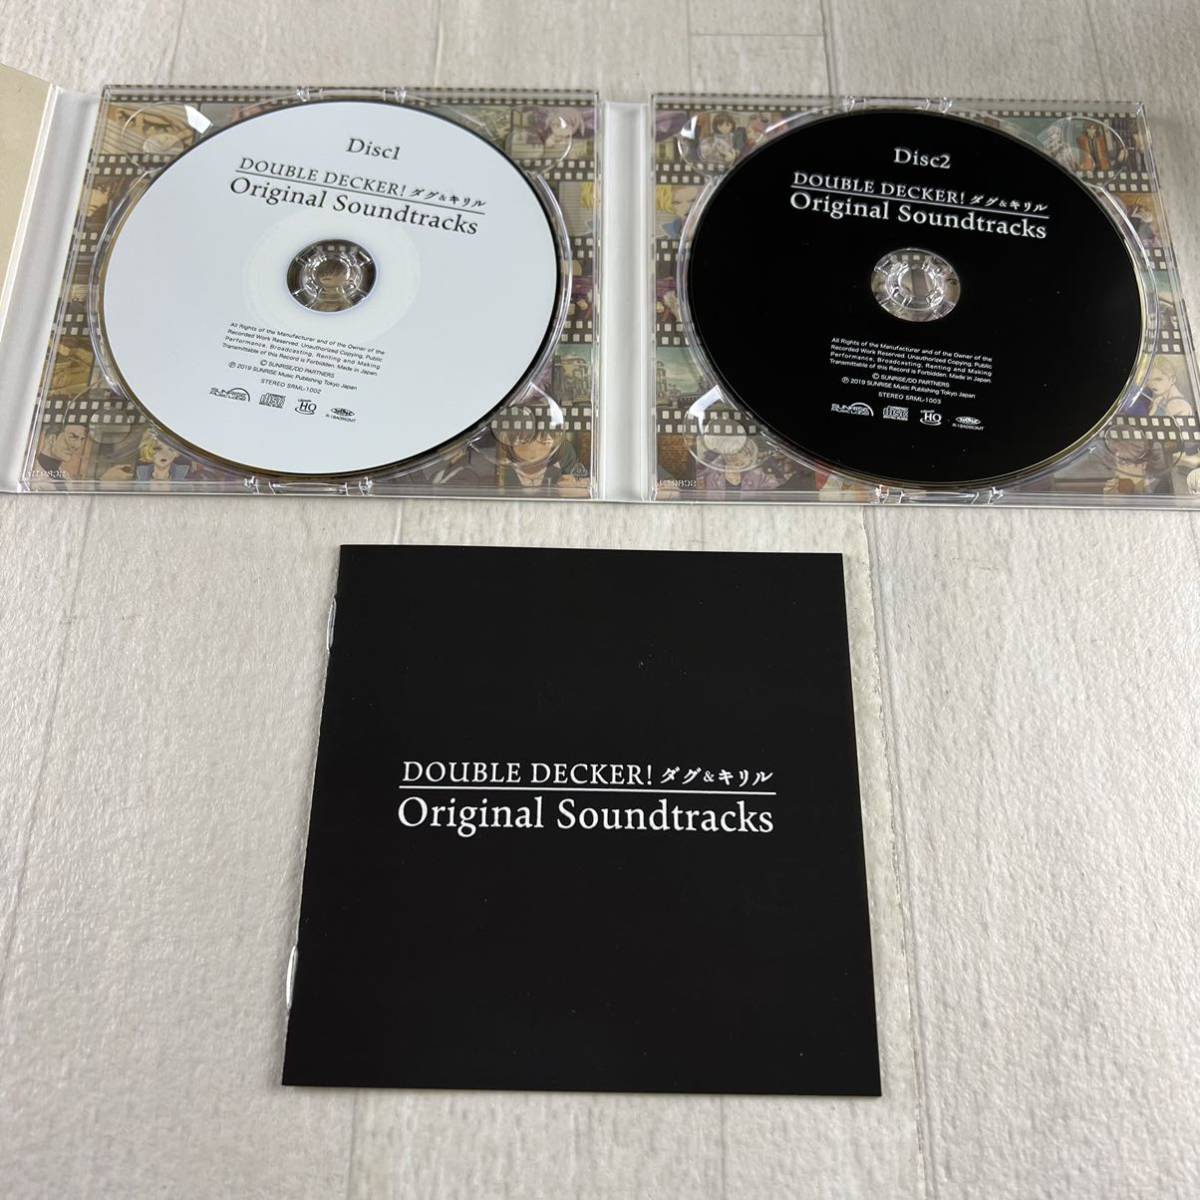 Disc1
DOUBLE DECKER! ダグ&キリル
Original Soundtracks
All Rights of the Manufacturer and of the Owner of the
Recorded Work Reserved. Unauthorized Copying, Public
Performance, Broadcasting, Renting and Making
Transmittable of this Record is Forbidden. Made in Japan
© SUNRISE/DD PARTNERS
℗ 2019 SUNRISE Music Publishing Tokyo Japan
STEREO SRML-1002
SUNRISE
HQ
Disc2
DOUBLE DECKER! ダグ&キリル
Original Soundtracks
All Rights of the Manufacturer and of the Owner of the
Recorded Work Reserved. Unauthorized Copying, Public
Performance, Broadcasting, Renting and Making
Transmittable of this Record is Forbidden. Made in Japan
© SUNRISE/DD PARTNERS
℗ 2019 SUNRISE Music Publishing Tokyo Japan
STEREO SRML-1003
SUNRISE
HQ
DOUBLE DECKER! ダグ&キリル
Original Soundtracks